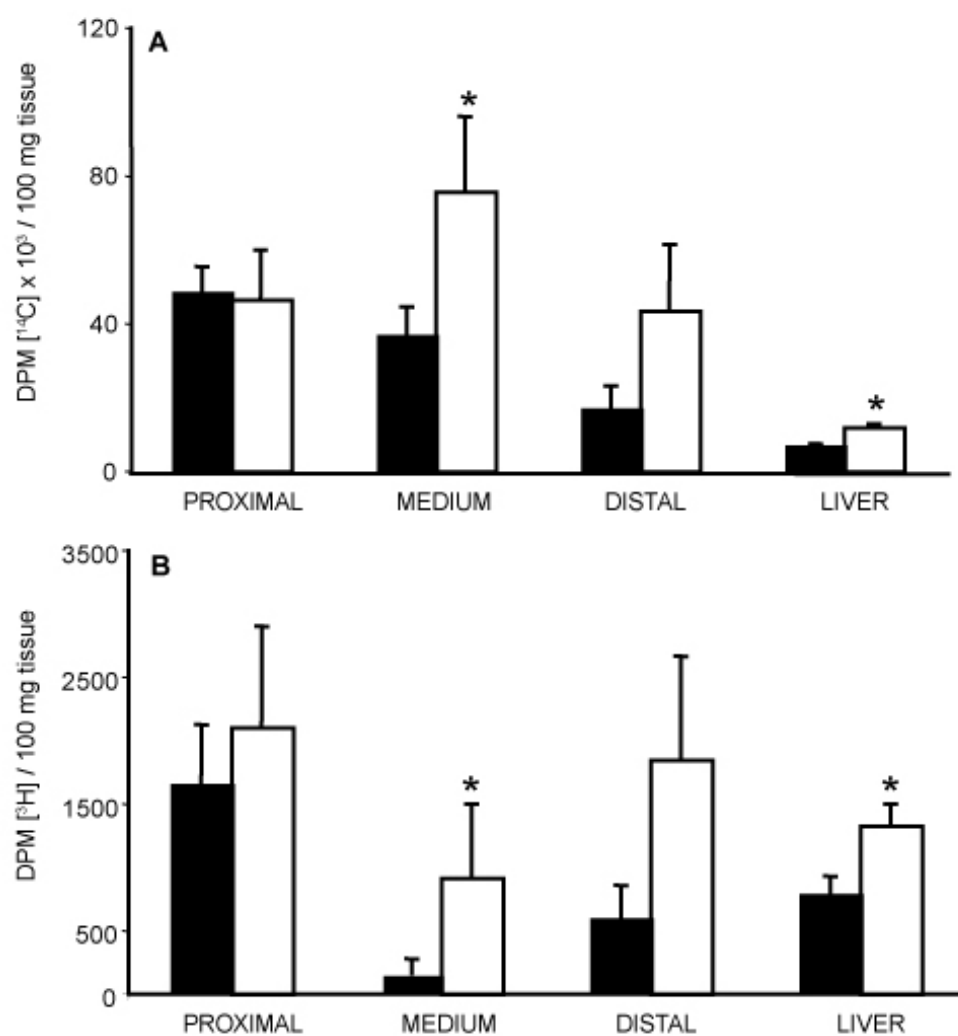 A
DPM [¹⁴C] x 10³ / 100 mg tissue
120
80
40
0
*
*
PROXIMAL MEDIUM DISTAL LIVER
B
DPM [³H] / 100 mg tissue
3500
2500
1500
500
0
*
*
PROXIMAL MEDIUM DISTAL LIVER